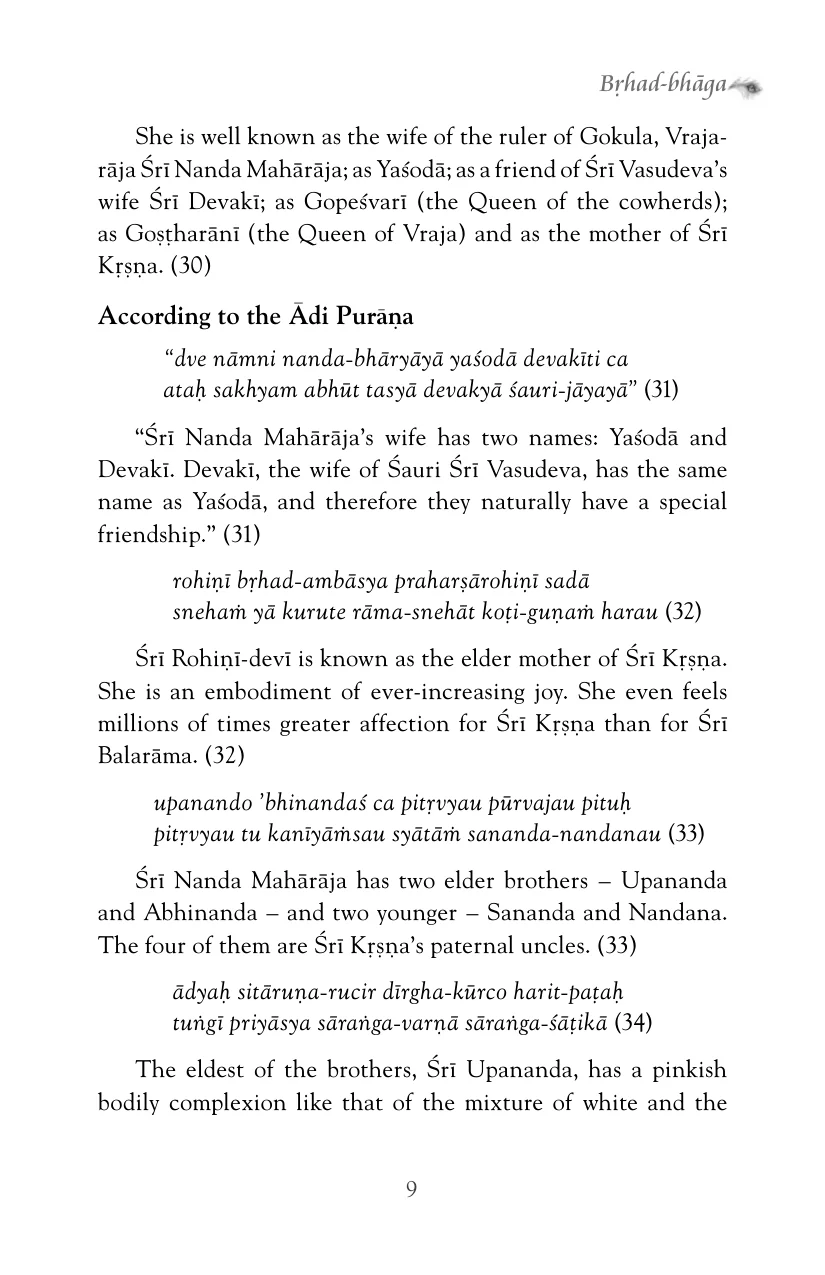 Bṛhad-bhāga
She is well known as the wife of the ruler of Gokula, Vraja-
rāja Śrī Nanda Mahārāja; as Yaśodā; as a friend of Śrī Vasudeva’s
wife Śrī Devakī; as Gopeśvarī (the Queen of the cowherds);
as Goṣṭharānī (the Queen of Vraja) and as the mother of Śrī
Kṛṣṇa. (30)
According to the Ādi Purāṇa
“dve nāmni nanda-bhāryāyā yaśodā devakīti ca
ataḥ sakhyam abhūt tasyā devakyā śauri-jāyayā” (31)
“Śrī Nanda Mahārāja’s wife has two names: Yaśodā and
Devakī. Devakī, the wife of Śauri Śrī Vasudeva, has the same
name as Yaśodā, and therefore they naturally have a special
friendship.” (31)
rohiṇī bṛhad-ambāsya praharṣārohiṇī sadā
snehaṁ yā kurute rāma-snehāt koṭi-guṇaṁ harau (32)
Śrī Rohiṇī-devī is known as the elder mother of Śrī Kṛṣṇa.
She is an embodiment of ever-increasing joy. She even feels
millions of times greater affection for Śrī Kṛṣṇa than for Śrī
Balarāma. (32)
upanando ’bhinandaś ca pitṛvyau pūrvajau pituḥ
pitṛvyau tu kanīyāṁsau syātāṁ sananda-nandanau (33)
Śrī Nanda Mahārāja has two elder brothers – Upananda
and Abhinanda – and two younger – Sananda and Nandana.
The four of them are Śrī Kṛṣṇa’s paternal uncles. (33)
ādyaḥ sitāruṇa-rucir dīrgha-kūrco harit-paṭaḥ
tuṅgī priyāsya sāraṅga-varṇā sāraṅga-śāṭikā (34)
The eldest of the brothers, Śrī Upananda, has a pinkish
bodily complexion like that of the mixture of white and the
9